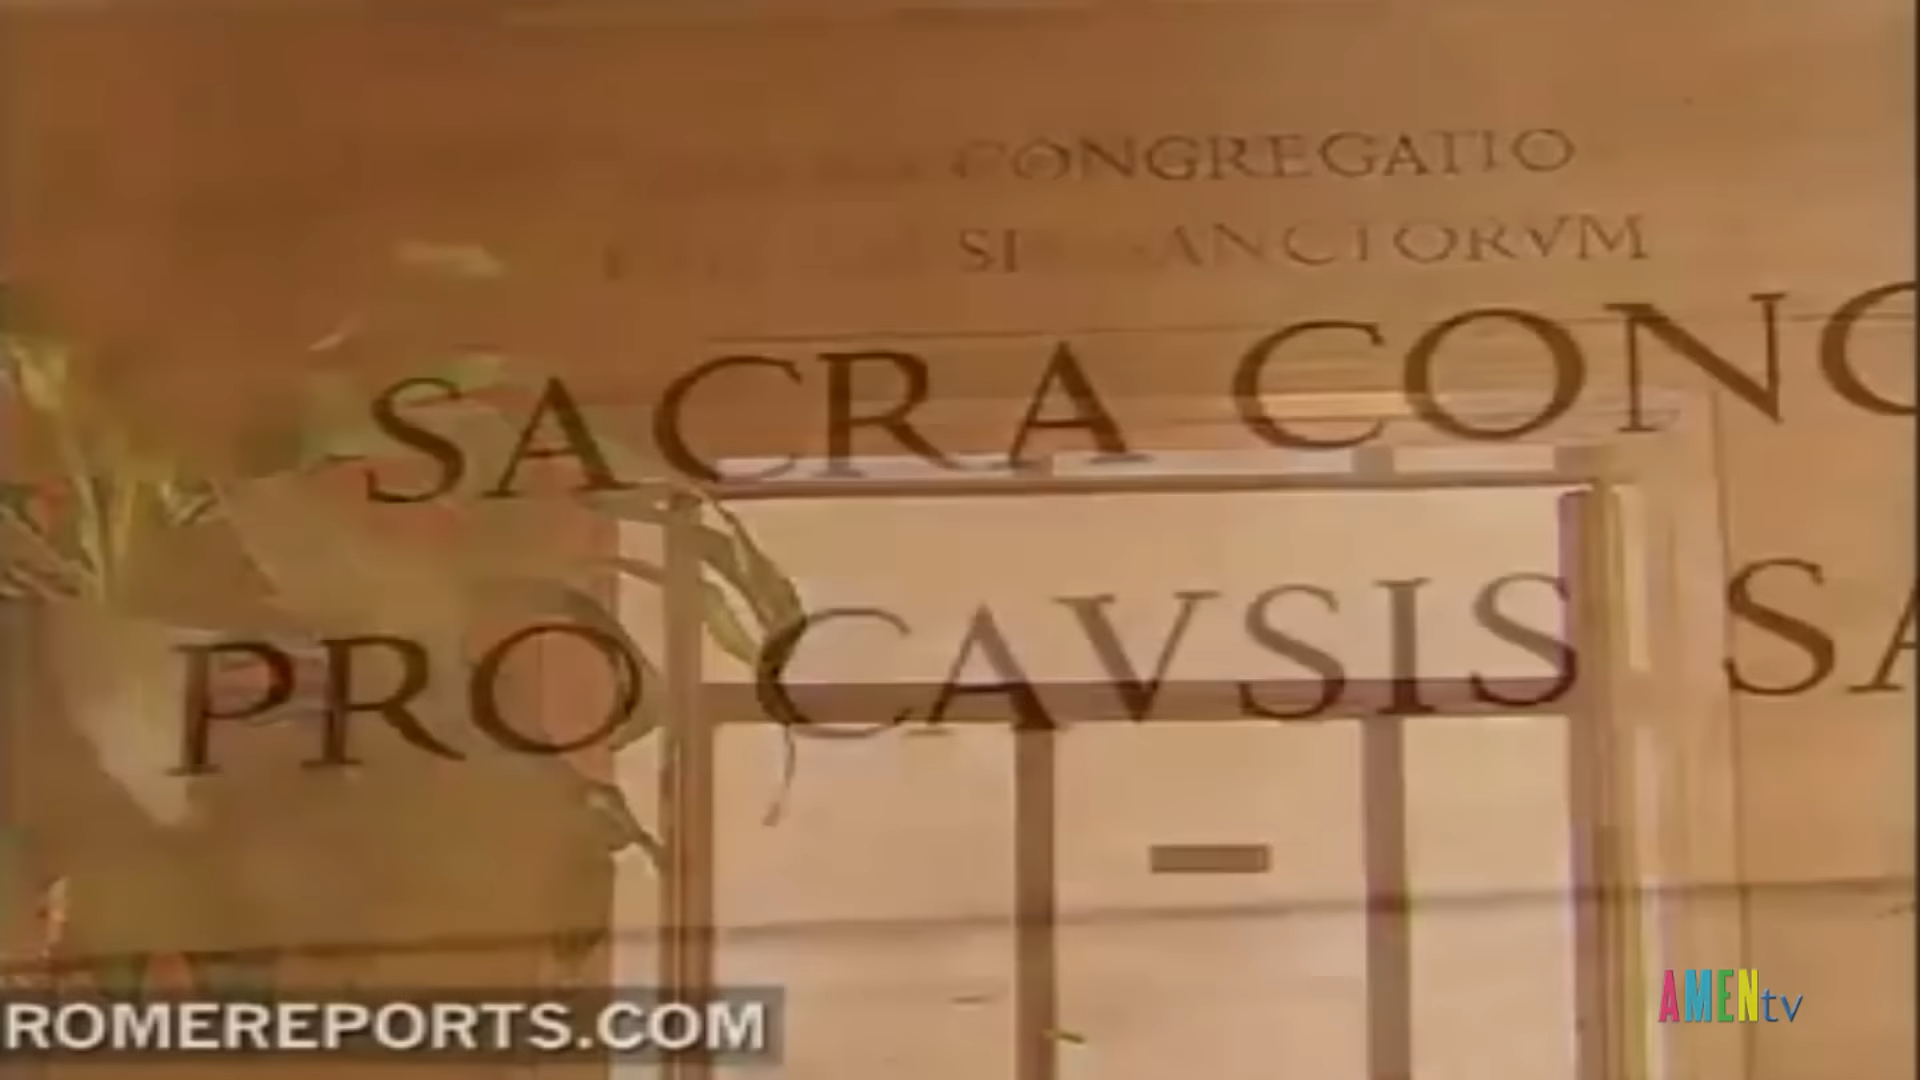 CONGREGATIO
SANCTORVM
SACRA CONG
PRO CAVSIS SA
ROMEREPORTS.COM
AMENtv